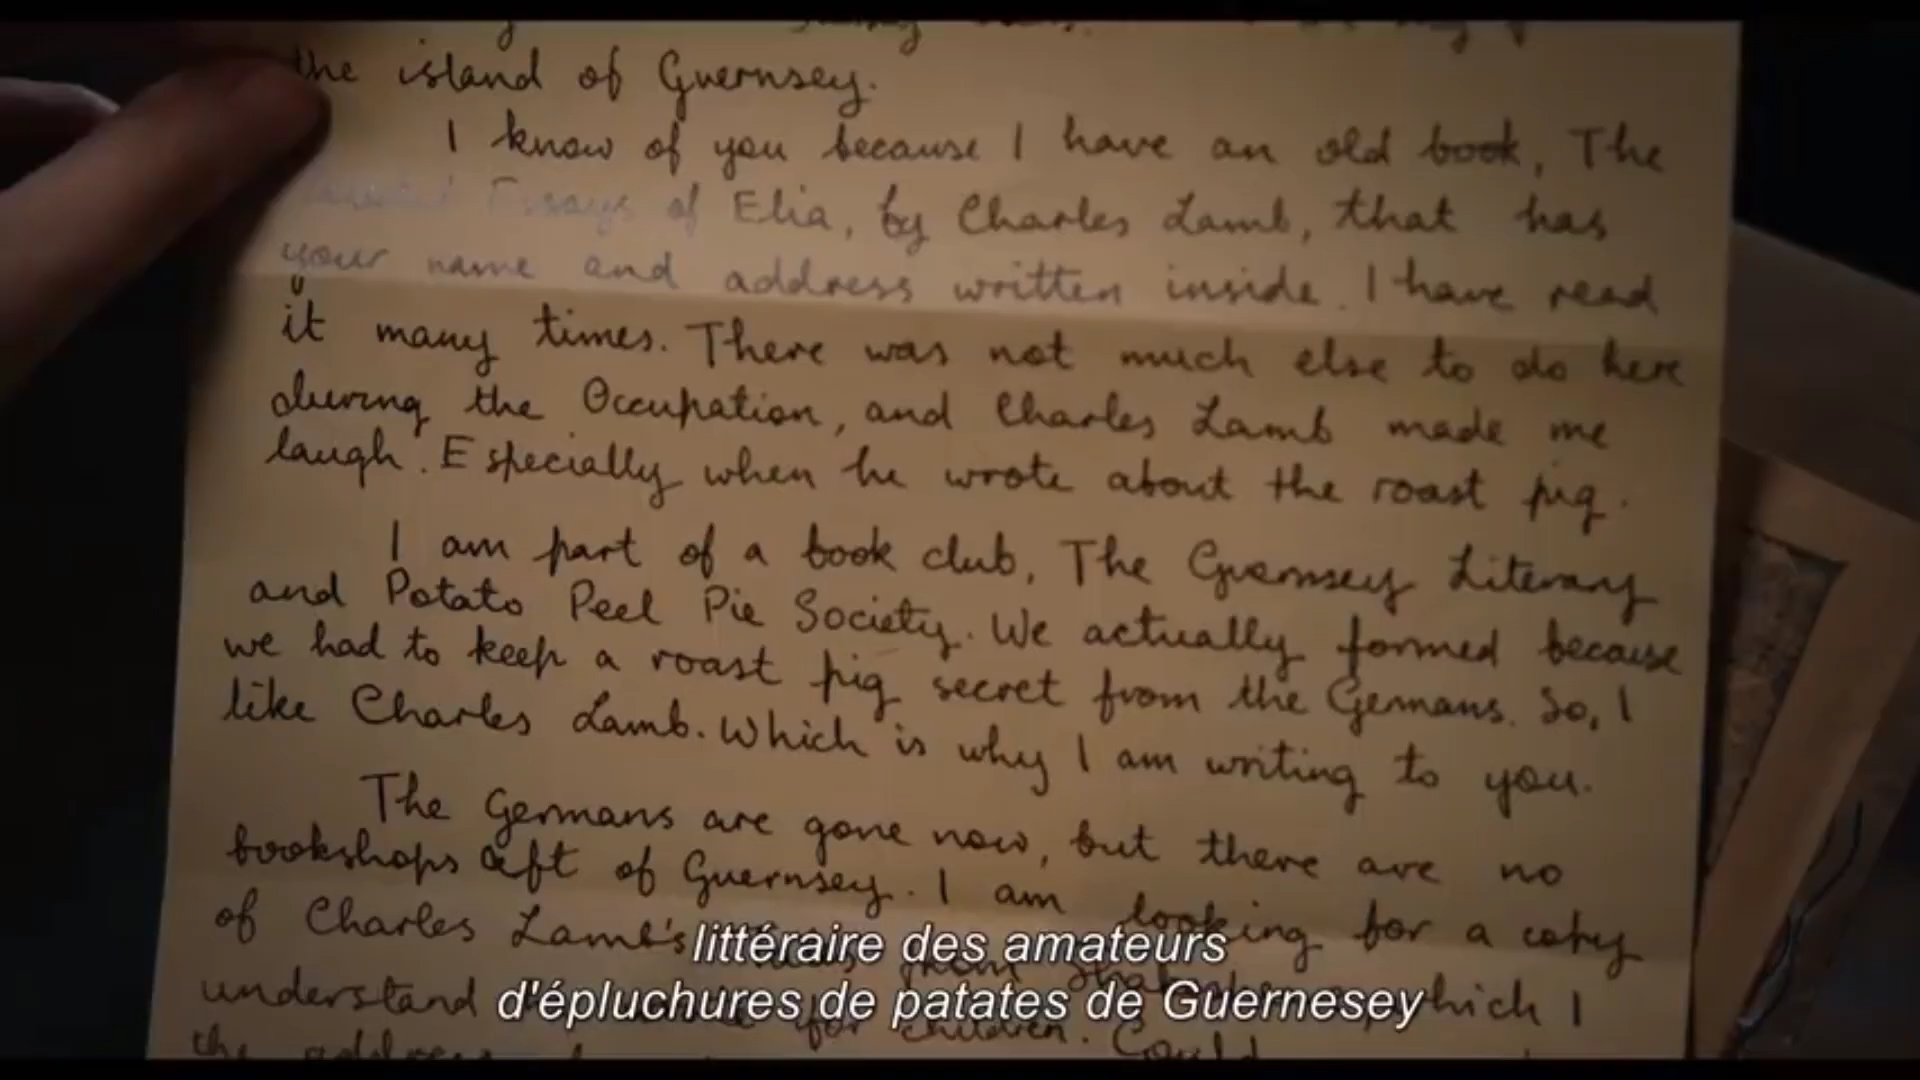 the island of Guernsey.
I know of you because I have an old book, The
Essays of Elia, by Charles Lamb, that has
your name and address written inside. I have read
it many times. There was not much else to do here
during the Occupation, and Charles Lamb made me
laugh. Especially when he wrote about the roast pig.
I am part of a book club, The Guernsey Literary
and Potato Peel Pie Society. We actually formed because
we had to keep a roast pig secret from the Germans. So, I
like Charles Lamb. Which is why I am writing to you.
The Germans are gone now, but there are no
bookshops left of Guernsey. I am looking for a copy
of Charles Lamb's from which I
understand for children. Could
the address
littéraire des amateurs
d'épluchures de patates de Guernesey